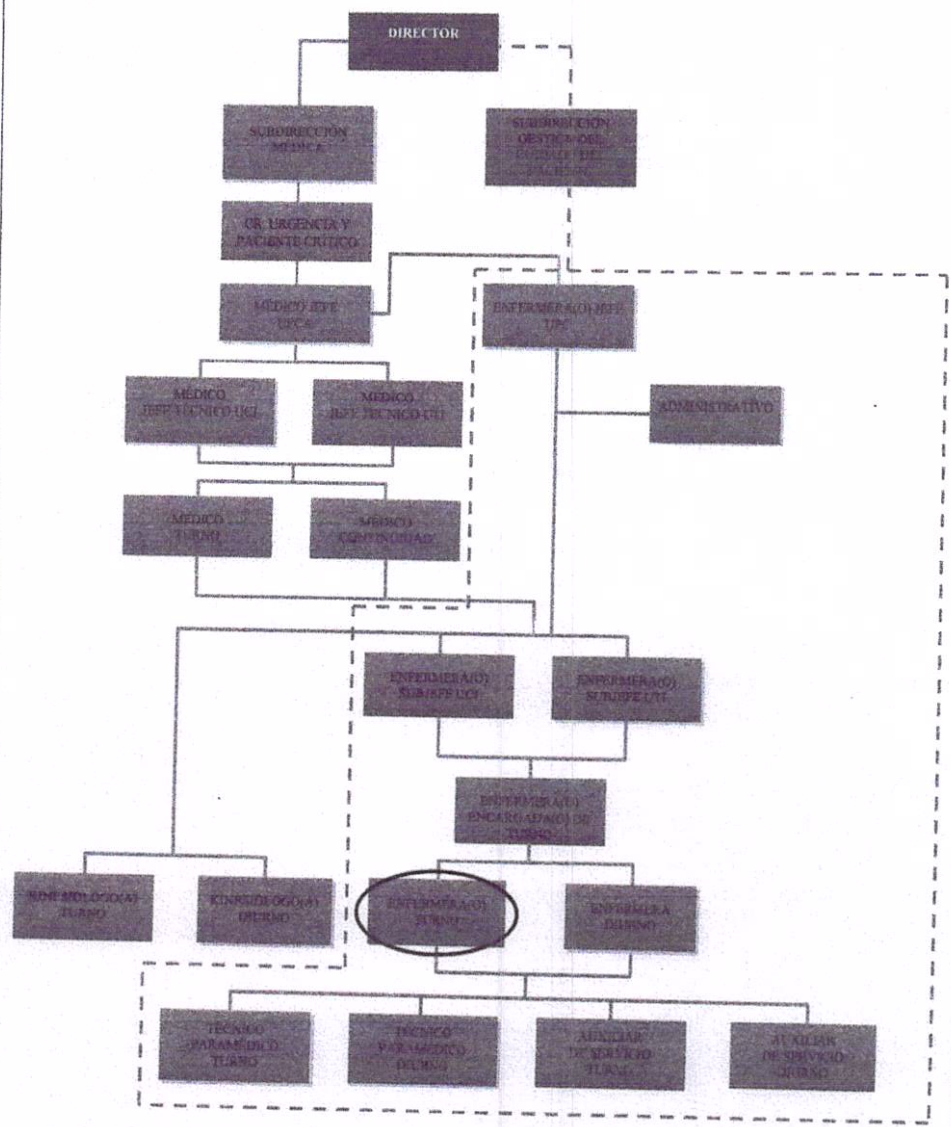 DIRECTOR
SUBDIRECCIÓN
MEDICA
SUBDIRECCIÓN
GESTIÓN DEL
CUIDADO DEL
PACIENTE
CR. URGENCIA Y
PACIENTE CRÍTICO
MÉDICO JEFE
ENFERMERA(O) JEFE
UPC
MÉDICO
JEFE TÉCNICO UCI
MÉDICO
JEFE TÉCNICO UTI
ADMINISTRATIVO
MÉDICO
TURNO
MÉDICO
CONTINUIDAD
ENFERMERA(O)
SUBJEFE UCI
ENFERMERA(O)
SUBJEFE UTI
ENFERMERA(O)
ENCARGADA(O) DE
TURNO
KINESIÓLOGO(A)
TURNO
KINESIÓLOGO(A)
DIURNO
ENFERMERA(O)
TURNO
ENFERMERA
DIURNO
TÉCNICO
PARAMÉDICO
TURNO
TÉCNICO
PARAMÉDICO
DIURNO
AUXILIAR
DE SERVICIO
TURNO
AUXILIAR
DE SERVICIO
DIURNO